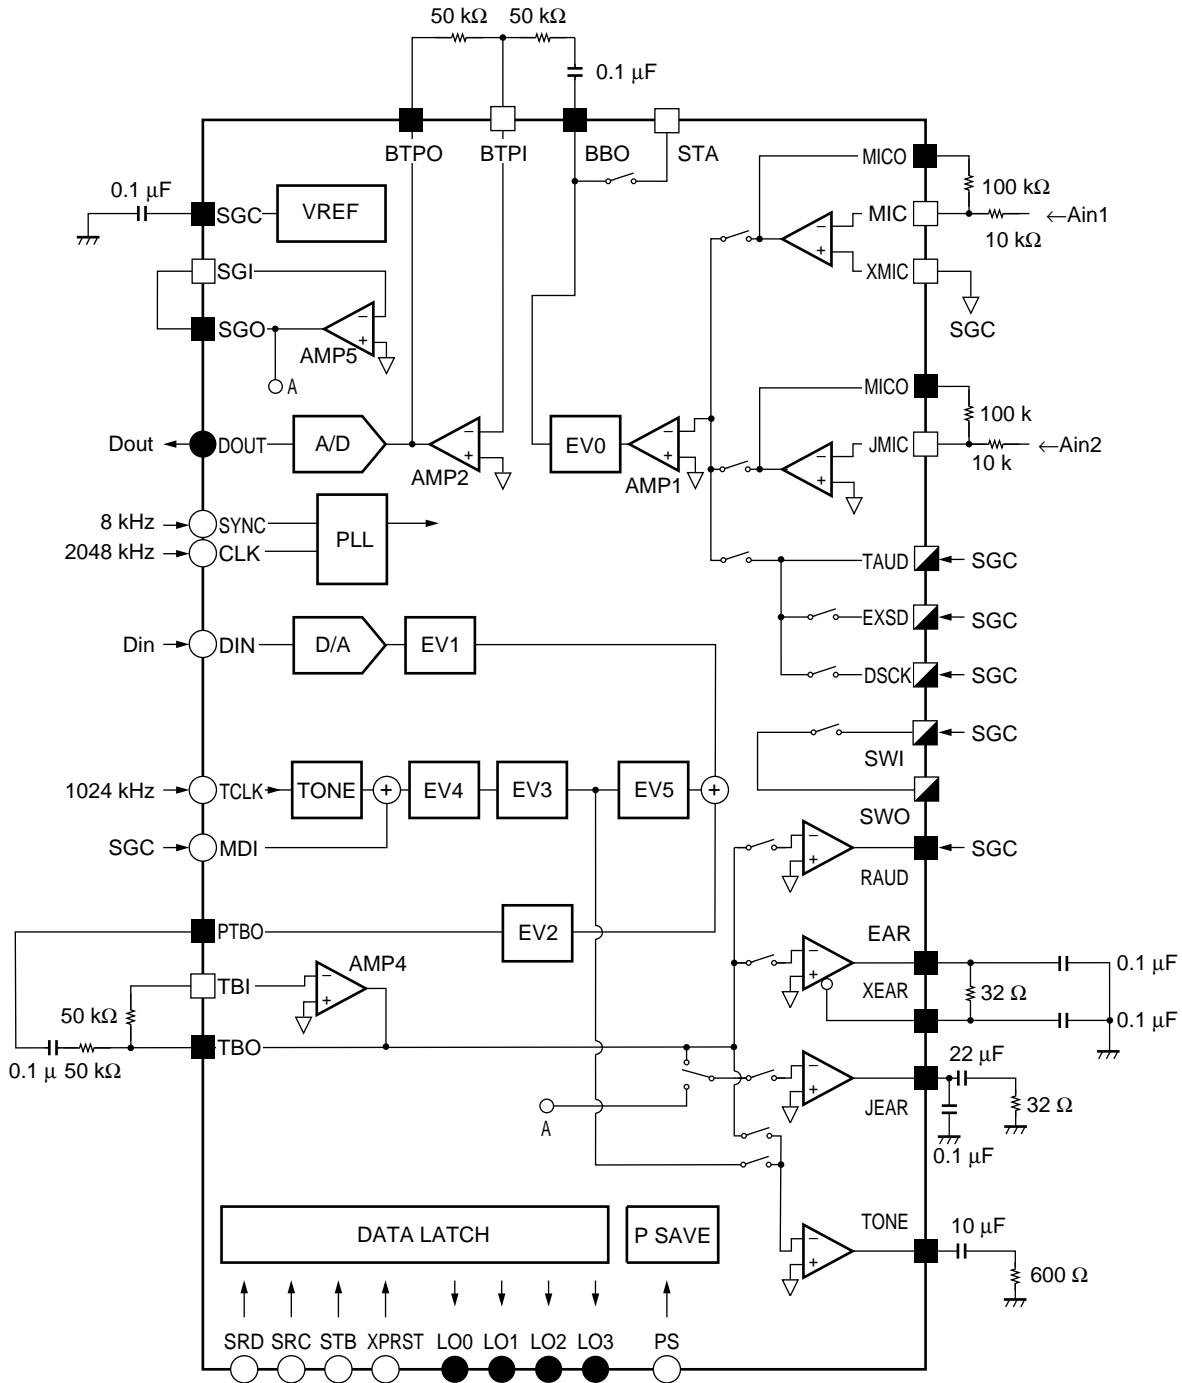 50 kΩ 50 kΩ
0.1 μF
BTPO BTPI BBO STA
MICO
0.1 μF
100 kΩ
SGC VREF MIC ←Ain1
10 kΩ
SGI XMIC
SGO SGC
AMP5
A
MICO
100 k
Dout DOUT A/D EV0 JMIC ←Ain2
AMP2 AMP1 10 k
8 kHz SYNC
PLL
2048 kHz CLK TAUD SGC
EXSD SGC
Din DIN D/A EV1
DSCK SGC
SGC
SWI
1024 kHz TCLK TONE + EV4 EV3 EV5 +
SWO
SGC MDI SGC
RAUD
PTBO EV2 EAR
AMP4 0.1 μF
TBI XEAR 32 Ω
50 kΩ 0.1 μF
TBO 22 μF
0.1 μ 50 kΩ
JEAR 32 Ω
A
0.1 μF
TONE 10 μF
DATA LATCH P SAVE
600 Ω
SRD SRC STB XPRST LO0 LO1 LO2 LO3 PS